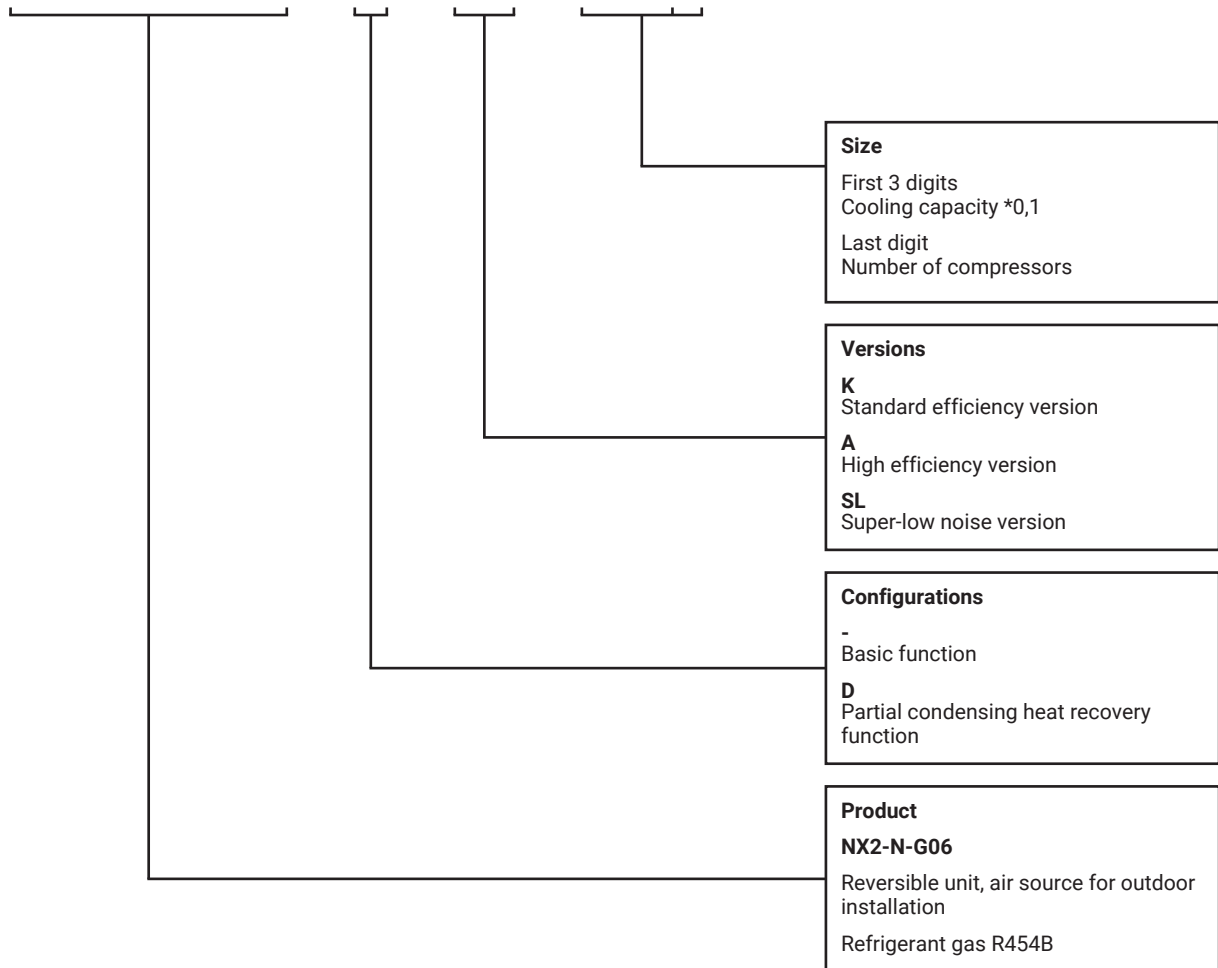 Size
First 3 digits
Cooling capacity *0,1
Last digit
Number of compressors
Versions
K
Standard efficiency version
A
High efficiency version
SL
Super-low noise version
Configurations
-
Basic function
D
Partial condensing heat recovery
function
Product
NX2-N-G06
Reversible unit, air source for outdoor
installation
Refrigerant gas R454B